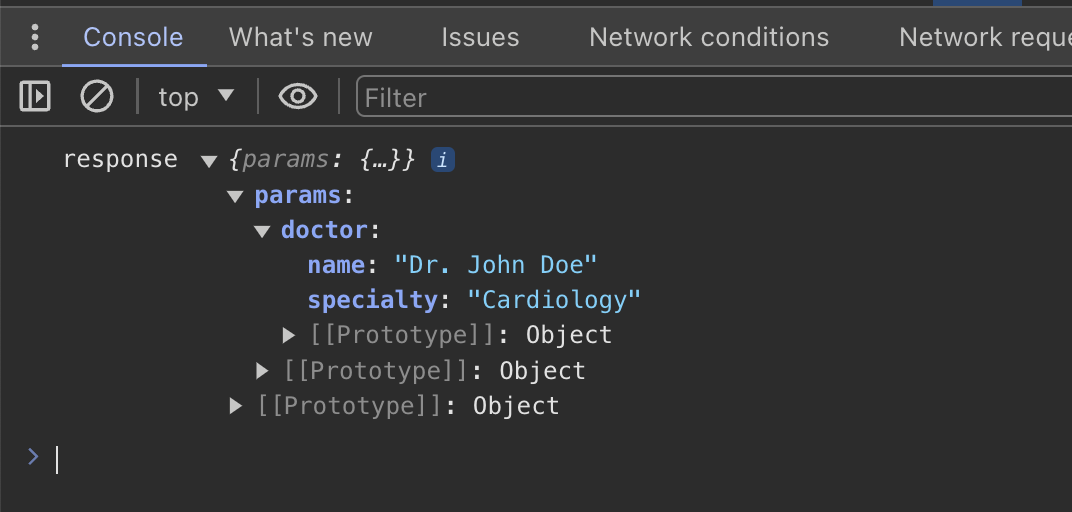 Console What's new Issues Network conditions Network reque
top Filter
response {params: {…}} i
params:
doctor:
name: "Dr. John Doe"
specialty: "Cardiology"
[[Prototype]]: Object
[[Prototype]]: Object
[[Prototype]]: Object